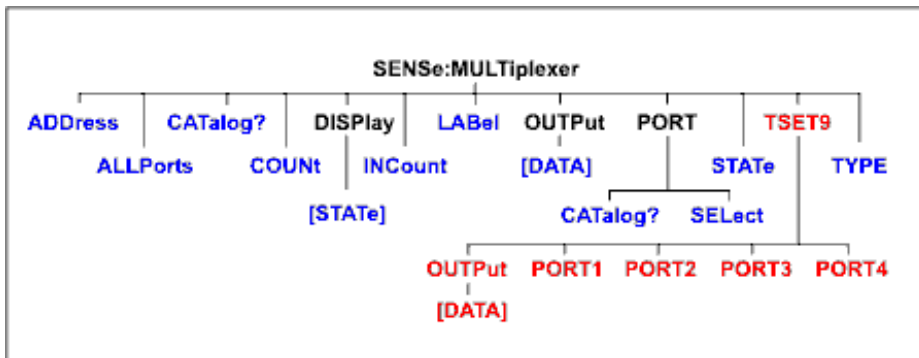 SENSe:MULTiplexer
ADDress CATalog? DISPlay LABel OUTPut PORT TSET9
ALLPorts COUNt INCount [DATA] STATe TYPE
[STATe] CATalog? SELect
OUTPut PORT1 PORT2 PORT3 PORT4
[DATA]